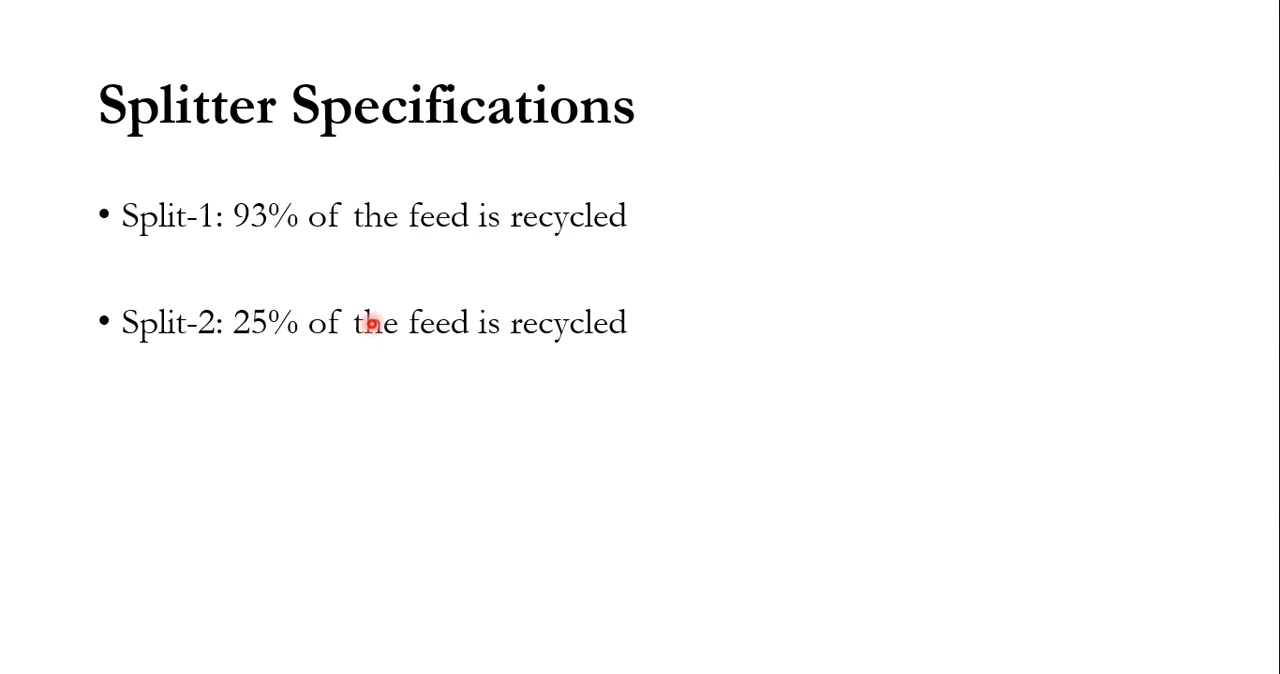 Splitter Specifications
• Split-1: 93% of the feed is recycled
• Split-2: 25% of the feed is recycled